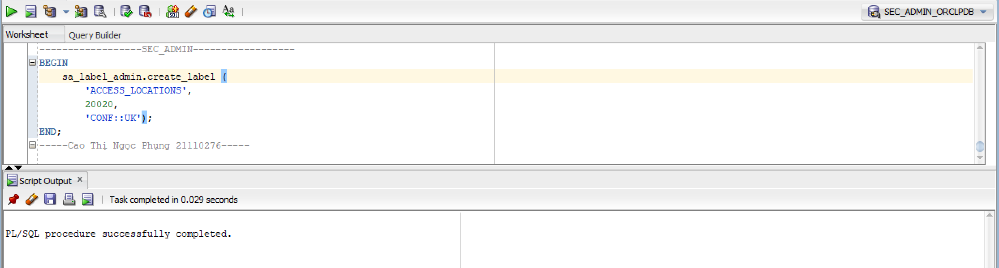 SEC_ADMIN_ORCLPDB
Worksheet
Query Builder
------------------SEC_ADMIN------------------
BEGIN
    sa_label_admin.create_label (
        'ACCESS_LOCATIONS',
        20020,
        'CONF::UK');
END;
-----Cao Thị Ngọc Phụng 21110276-----
Script Output x
Task completed in 0.029 seconds
PL/SQL procedure successfully completed.